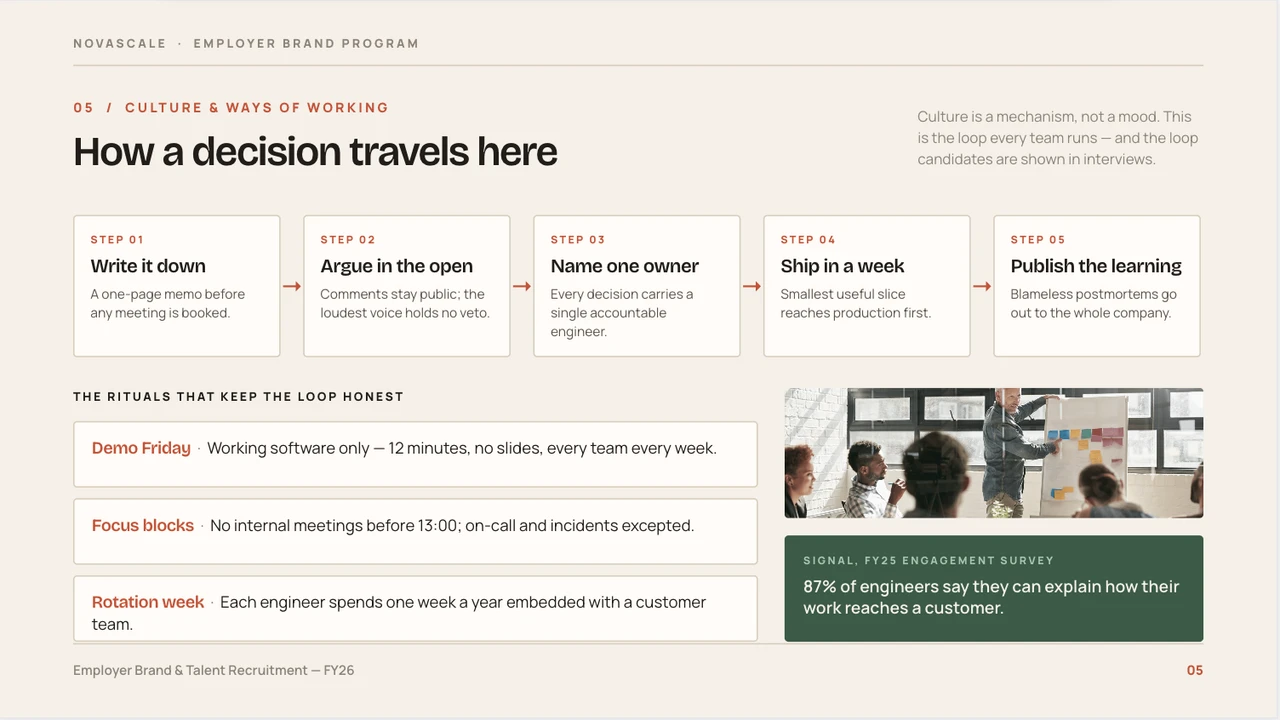 NOVASCALE · EMPLOYER BRAND PROGRAM
05 / CULTURE & WAYS OF WORKING
How a decision travels here
Culture is a mechanism, not a mood. This
is the loop every team runs — and the loop
candidates are shown in interviews.
STEP 01
Write it down
A one-page memo before
any meeting is booked.
STEP 02
Argue in the open
Comments stay public; the
loudest voice holds no veto.
STEP 03
Name one owner
Every decision carries a
single accountable
engineer.
STEP 04
Ship in a week
Smallest useful slice
reaches production first.
STEP 05
Publish the learning
Blameless postmortems go
out to the whole company.
THE RITUALS THAT KEEP THE LOOP HONEST
Demo Friday · Working software only — 12 minutes, no slides, every team every week.
Focus blocks · No internal meetings before 13:00; on-call and incidents excepted.
Rotation week · Each engineer spends one week a year embedded with a customer
team.
SIGNAL, FY25 ENGAGEMENT SURVEY
87% of engineers say they can explain how their
work reaches a customer.
Employer Brand & Talent Recruitment — FY26
05